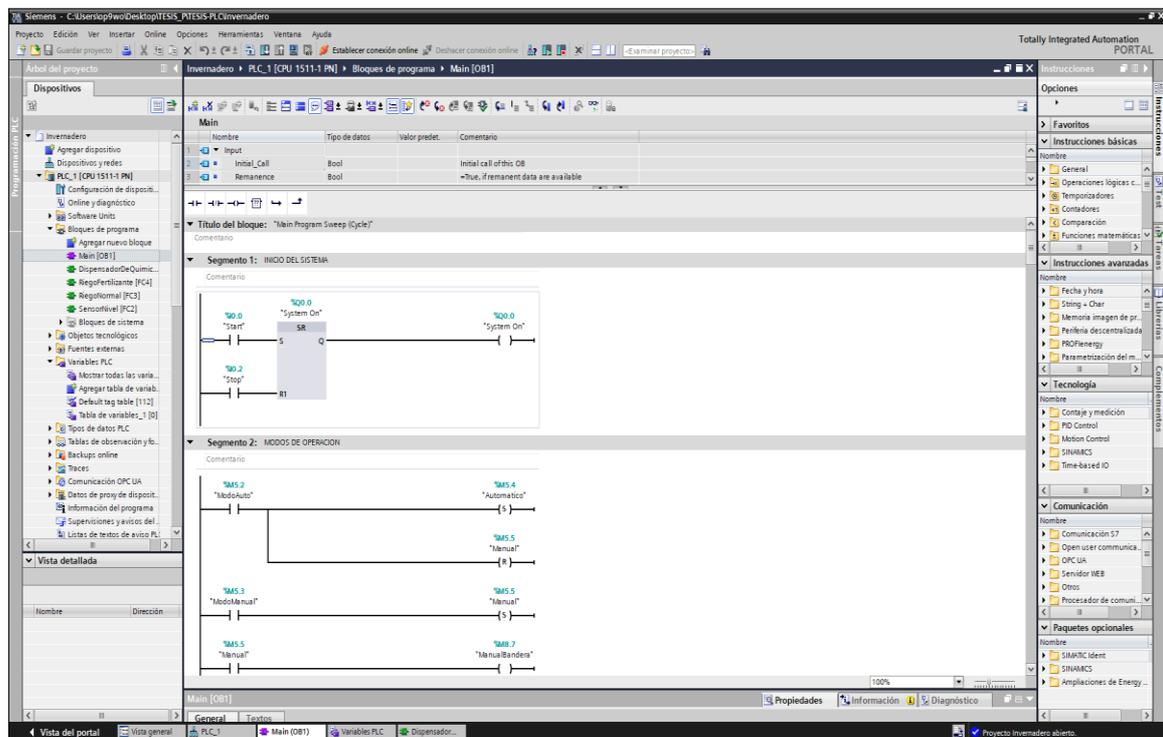 Siemens - C:\Users\op9wo\Desktop\TESIS_P\TESIS-PLC\Invernadero
Proyecto Edición Ver Insertar Online Opciones Herramientas Ventana Ayuda
Totally Integrated Automation
PORTAL
Guardar proyecto Establecer conexión online Deshacer conexión online <Examinar proyecto>
Árbol del proyecto
Invernadero PLC_1 [CPU 1511-1 PN] Bloques de programa Main [OB1]
Instrucciones
Dispositivos
Opciones
Programación PLC
Invernadero
Agregar dispositivo
Dispositivos y redes
PLC_1 [CPU 1511-1 PN]
Configuración de dispositi...
Online y diagnóstico
Software Units
Bloques de programa
Agregar nuevo bloque
Main [OB1]
DispensadorDeQuimic...
RiegoFertilizante [FC4]
RiegoNormal [FC3]
SensorNivel [FC2]
Bloques de sistema
Objetos tecnológicos
Fuentes externas
Variables PLC
Mostrar todas las varia...
Agregar tabla de variab...
Default tag table [112]
Tabla de variables_1 [0]
Tipos de datos PLC
Tablas de observación y fo...
Backups online
Traces
Comunicación OPC UA
Datos de proxy de disposit...
Información del programa
Supervisiones y avisos del...
Listas de textos de aviso PL
Vista detallada
Nombre Dirección
Main
Nombre Tipo de datos Valor predet. Comentario
1 Input
2 Initial_Call Bool Initial call of this OB
3 Remanence Bool =True, if remanent data are available
Título del bloque: "Main Program Sweep (Cycle)"
Comentario
Segmento 1: INICIO DEL SISTEMA
Comentario
%Q0.0
%I0.0 "System On" %Q0.0
"Start" SR "System On"
S Q
%I0.2
"Stop"
R1
Segmento 2: MODOS DE OPERACION
Comentario
%M5.2 %M5.4
"ModoAuto" "Automatico"
S
%M5.5
"Manual"
R
%M5.3 %M5.5
"ModoManual" "Manual"
S
%M5.5 %M8.7
"Manual" "ManualBandera"
100%
Main [OB1]
Propiedades Información Diagnóstico
General Textos
Favoritos
Instrucciones básicas
Nombre
General
Operaciones lógicas c...
Temporizadores
Contadores
Comparación
Funciones matemáticas
Instrucciones avanzadas
Nombre
Fecha y hora
String + Char
Memoria imagen de pr...
Periferia descentralizada
PROFIenergy
Parametrización del m...
Tecnología
Nombre
Contaje y medición
PID Control
Motion Control
SINAMICS
Time-based IO
Comunicación
Nombre
Comunicación S7
Open user communica...
OPC UA
Servidor WEB
Otros
Procesador de comuni...
Paquetes opcionales
Nombre
SIMATIC Ident
SINAMICS
Ampliaciones de Energy...
Instrucciones
Test
Tareas
Librerías
Complementos
Vista del portal Vista general PLC_1 Main (OB1) Variables PLC Dispensador... Proyecto Invernadero abierto.